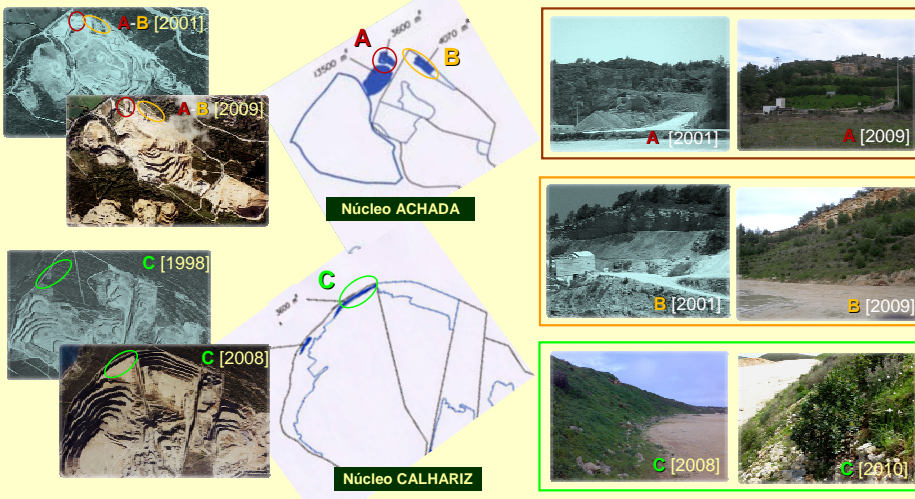 A-B [2001]
A B [2009]
A
3600 m²
B
4070 m²
13500 m²
Núcleo ACHADA
A [2001]
A [2009]
B [2001]
B [2009]
C [1998]
C [2008]
C
3600 m²
Núcleo CALHARIZ
C [2008]
C [2010]